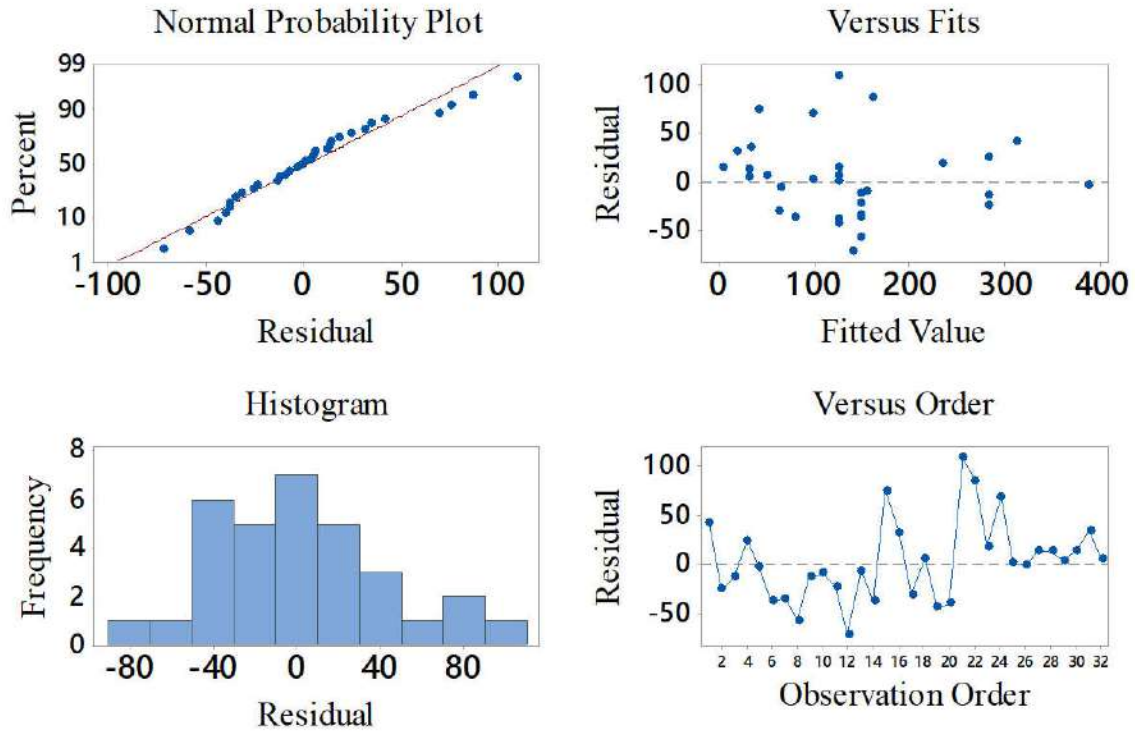 Normal Probability Plot
99
90
50
10
1
Percent
-100 -50 0 50 100
Residual
Versus Fits
100
50
0
-50
Residual
0 100 200 300 400
Fitted Value
Histogram
8
6
4
2
0
Frequency
-80 -40 0 40 80
Residual
Versus Order
100
50
0
-50
Residual
2 4 6 8 10 12 14 16 18 20 22 24 26 28 30 32
Observation Order